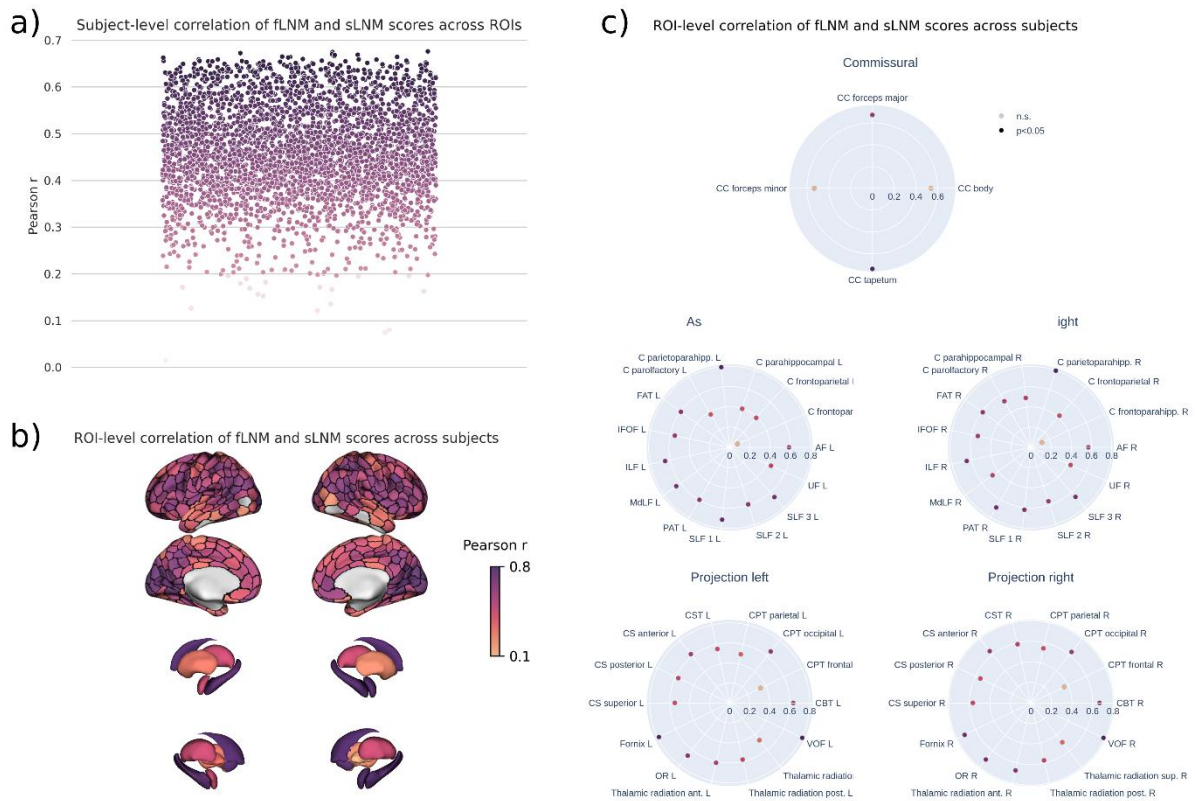 a)
Subject-level correlation of fLNM and sLNM scores across ROIs
0.7
0.6
0.5
0.4
0.3
0.2
0.1
0.0
Pearson r
b)
ROI-level correlation of fLNM and sLNM scores across subjects
Pearson r
0.8
0.1
c)
ROI-level correlation of fLNM and sLNM scores across subjects
Commissural
CC forceps major
n.s.
p<0.05
CC forceps minor
0 0.2 0.4 0.6
CC body
CC tapetum
As
C parietoparahipp. L
C parahippocampal L
C parolfactory L
C frontoparietal
FAT L
C frontopar
IFOF L
AF L
0 0.2 0.4 0.6 0.8
ILF L
UF L
MdLF L
SLF 3 L
PAT L
SLF 2 L
SLF 1 L
ight
C parahippocampal R
C parietoparahipp. R
C parolfactory R
C frontoparietal R
FAT R
C frontoparahipp. R
IFOF R
AF R
0 0.2 0.4 0.6 0.8
ILF R
UF R
MdLF R
SLF 3 R
PAT R
SLF 2 R
SLF 1 R
Projection left
CST L
CPT parietal L
CS anterior L
CPT occipital L
CS posterior L
CPT frontal
CS superior L
CBT L
0 0.2 0.4 0.6 0.8
Fornix L
VOF L
OR L
Thalamic radiation
Thalamic radiation ant. L
Thalamic radiation post. L
Projection right
CST R
CPT parietal R
CS anterior R
CPT occipital R
CS posterior R
CPT frontal R
CS superior R
CBT R
0 0.2 0.4 0.6 0.8
Fornix R
VOF R
OR R
Thalamic radiation sup. R
Thalamic radiation ant. R
Thalamic radiation post. R